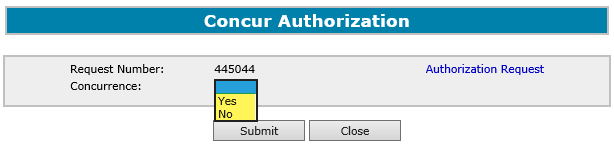 Concur Authorization
Request Number: 445044 Authorization Request
Concurrence:
Yes
No
Submit Close